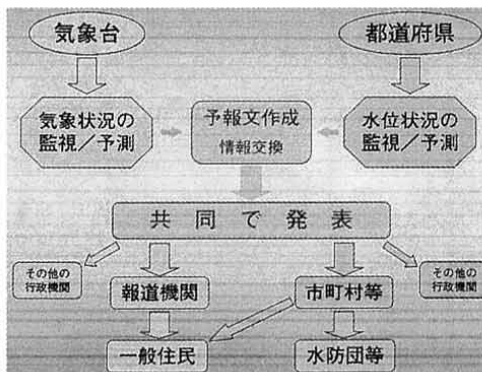 気象台
都道府県
気象状況の
監視／予測
予報文作成
情報交換
水位状況の
監視／予測
共同で発表
その他の
行政機関
報道機関
市町村等
その他の
行政機関
一般住民
水防団等